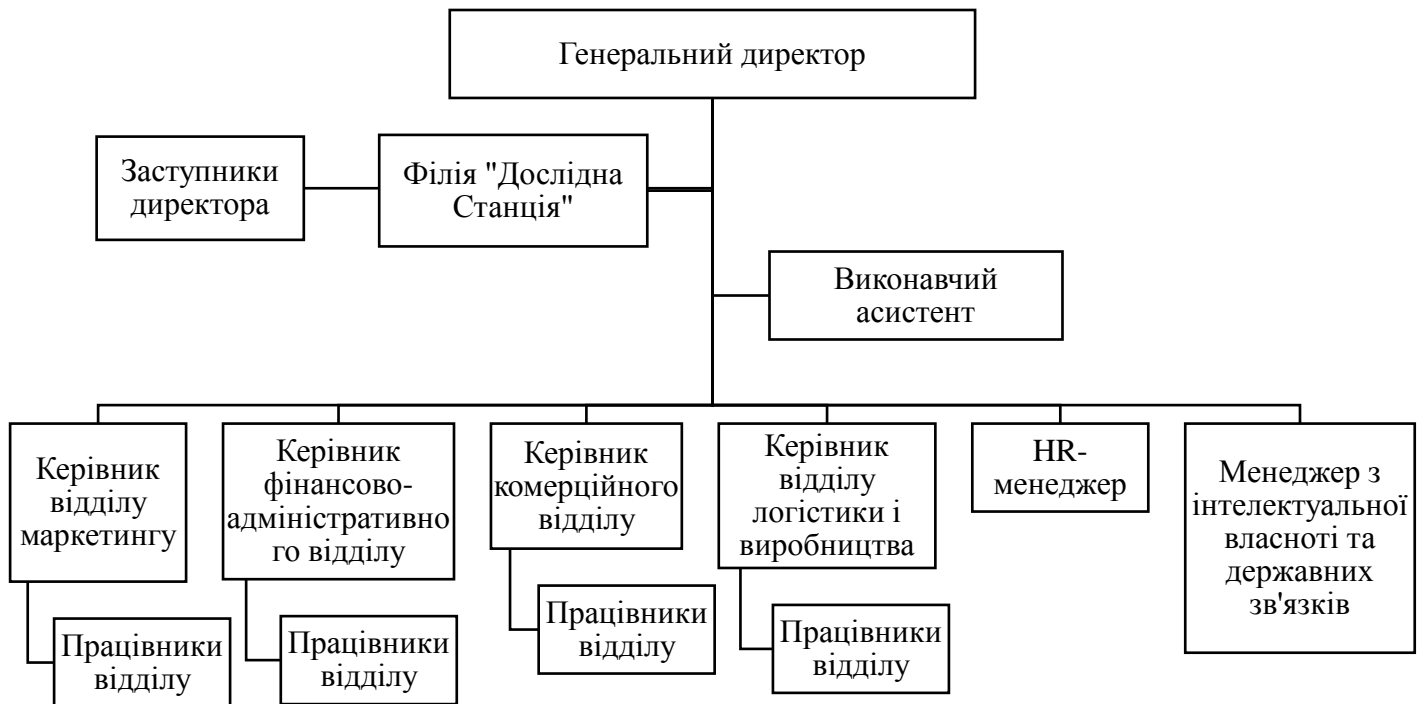 Генеральний директор
Заступники
директора
Філія "Дослідна
Станція"
Виконавчий
асистент
Керівник
відділу
маркетингу
Керівник
фінансово-
адміністративно
го відділу
Керівник
комерційного
відділу
Керівник
відділу
логістики і
виробництва
HR-
менеджер
Менеджер з
інтелектуальної
власноті та
державних
зв'язків
Працівники
відділу
Працівники
відділу
Працівники
відділу
Працівники
відділу